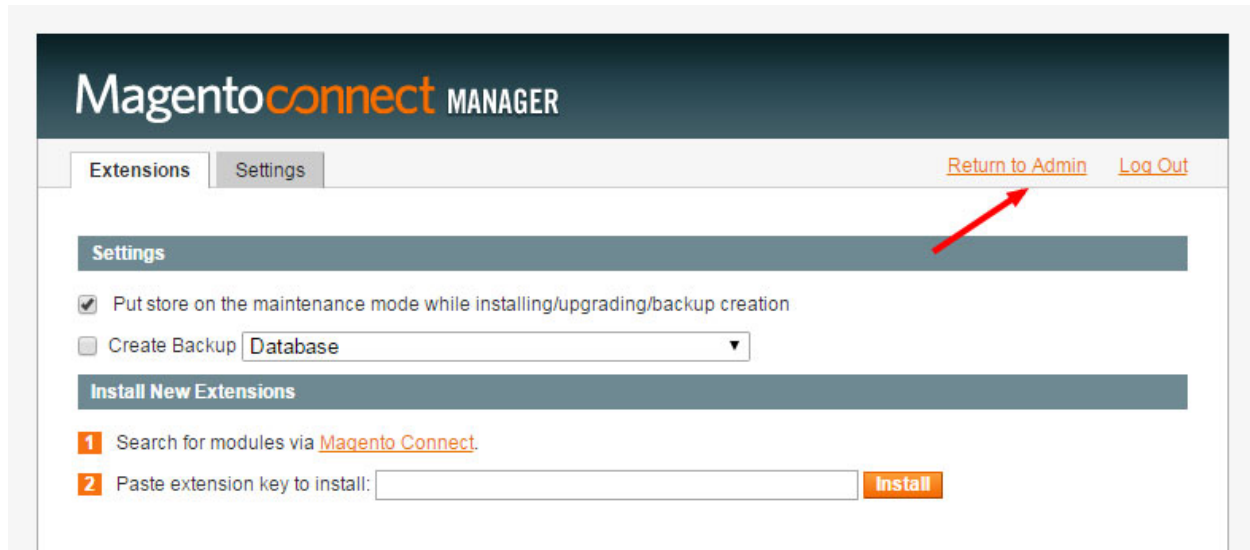 Magentoconnect MANAGER
Extensions Settings Return to Admin Log Out
Settings
Put store on the maintenance mode while installing/upgrading/backup creation
Create Backup Database
Install New Extensions
1 Search for modules via Magento Connect.
2 Paste extension key to install: Install